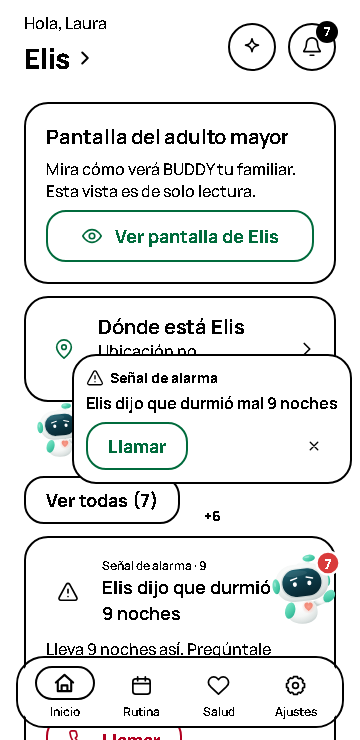 Hola, Laura
Elis
7
Pantalla del adulto mayor
Mira cómo verá BUDDY tu familiar.
Esta vista es de solo lectura.
Ver pantalla de Elis
Dónde está Elis
Ubicación no
Señal de alarma
Elis dijo que durmió mal 9 noches
Llamar
Ver todas (7)
+6
Señal de alarma · 9
7
Elis dijo que durmió
9 noches
Lleva 9 noches así. Pregúntale
Inicio
Rutina
Salud
Ajustes
Llamar